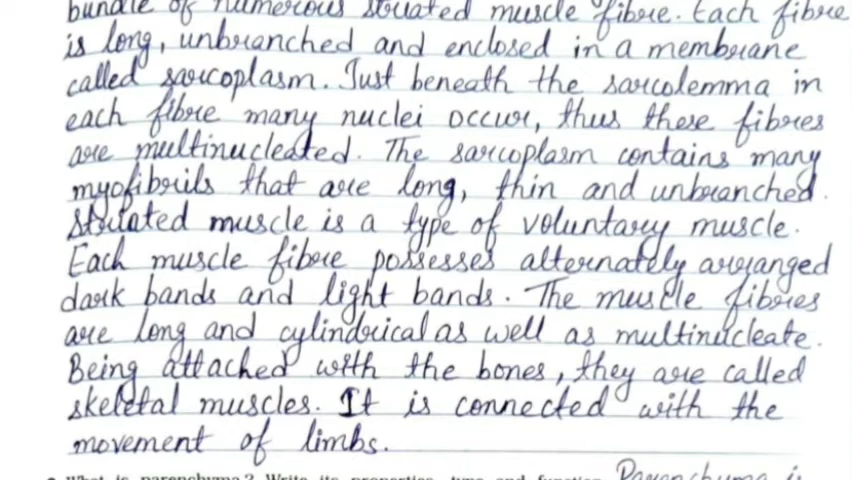 bundle of numerous striated muscle fibre. Each fibre
is long, unbranched and enclosed in a membrane
called sarcoplasm. Just beneath the sarcolemma in
each fibre many nuclei occur, thus these fibres
are multinucleated. The sarcoplasm contains many
myofibrils that are long, thin and unbranched.
Striated muscle is a type of voluntary muscle.
Each muscle fibre possesses alternately arranged
dark bands and light bands. The muscle fibres
are long and cylindrical as well as multinucleate.
Being attached with the bones, they are called
skeletal muscles. It is connected with the
movement of limbs.
What is parenchyma? Write its properties, type and function. Parenchyma is